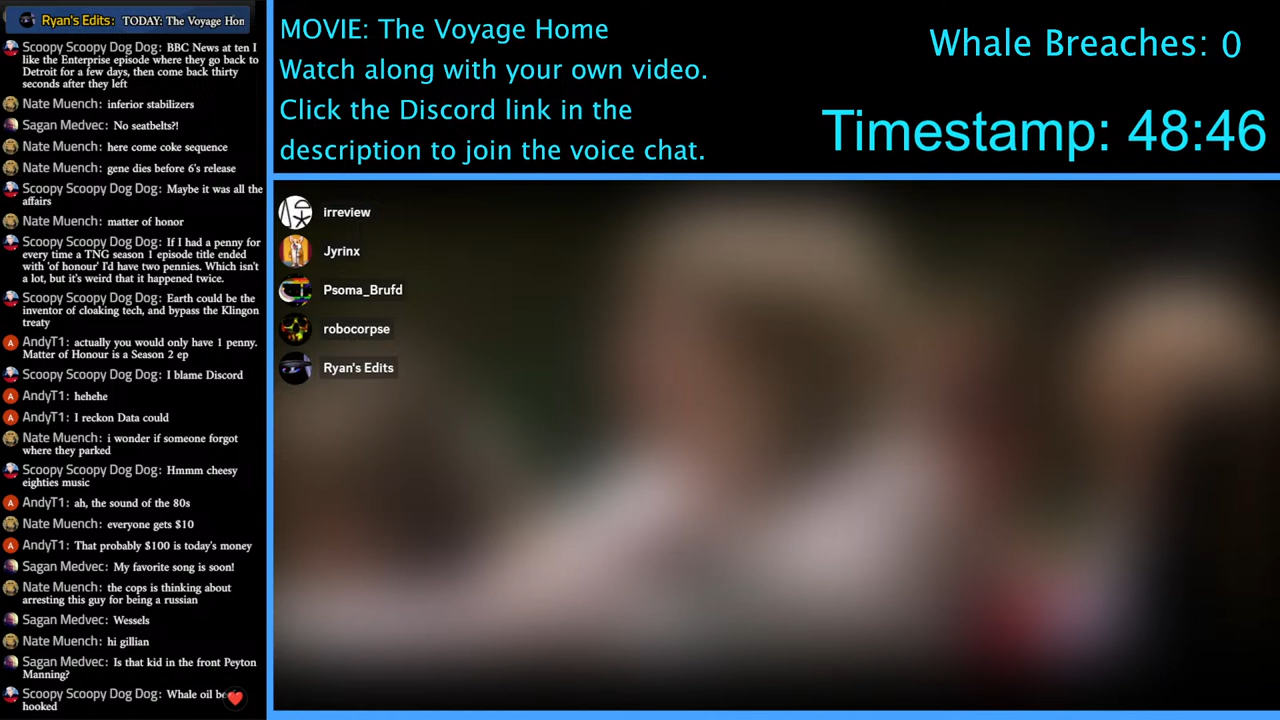 Ryan's Edits: TODAY: The Voyage Hon
Scoopy Scoopy Dog Dog: BBC News at ten I
like the Enterprise episode where they go back to
Detroit for a few days, then come back thirty
seconds after they left
Nate Muench: inferior stabilizers
Sagan Medvec: No seatbelts?!
Nate Muench: here come coke sequence
Nate Muench: gene dies before 6's release
Scoopy Scoopy Dog Dog: Maybe it was all the
affairs
Nate Muench: matter of honor
Scoopy Scoopy Dog Dog: If I had a penny for
every time a TNG season 1 episode title ended
with 'of honour' I'd have two pennies. Which isn't
a lot, but it's weird that it happened twice.
Scoopy Scoopy Dog Dog: Earth could be the
inventor of cloaking tech, and bypass the Klingon
treaty
A AndyT1: actually you would only have 1 penny.
Matter of Honour is a Season 2 ep
Scoopy Scoopy Dog Dog: I blame Discord
A AndyT1: hehehe
A AndyT1: I reckon Data could
Nate Muench: i wonder if someone forgot
where they parked
Scoopy Scoopy Dog Dog: Hmmm cheesy
eighties music
A AndyT1: ah, the sound of the 80s
Nate Muench: everyone gets $10
A AndyT1: That probably $100 is today's money
Sagan Medvec: My favorite song is soon!
Nate Muench: the cops is thinking about
arresting this guy for being a russian
Sagan Medvec: Wessels
Nate Muench: hi gillian
Sagan Medvec: Is that kid in the front Peyton
Manning?
Scoopy Scoopy Dog Dog: Whale oil
hooked
MOVIE: The Voyage Home
Watch along with your own video.
Click the Discord link in the
description to join the voice chat.
Whale Breaches: 0
Timestamp: 48:46
irreview
Jyrinx
Psoma_Brufd
robocorpse
Ryan's Edits